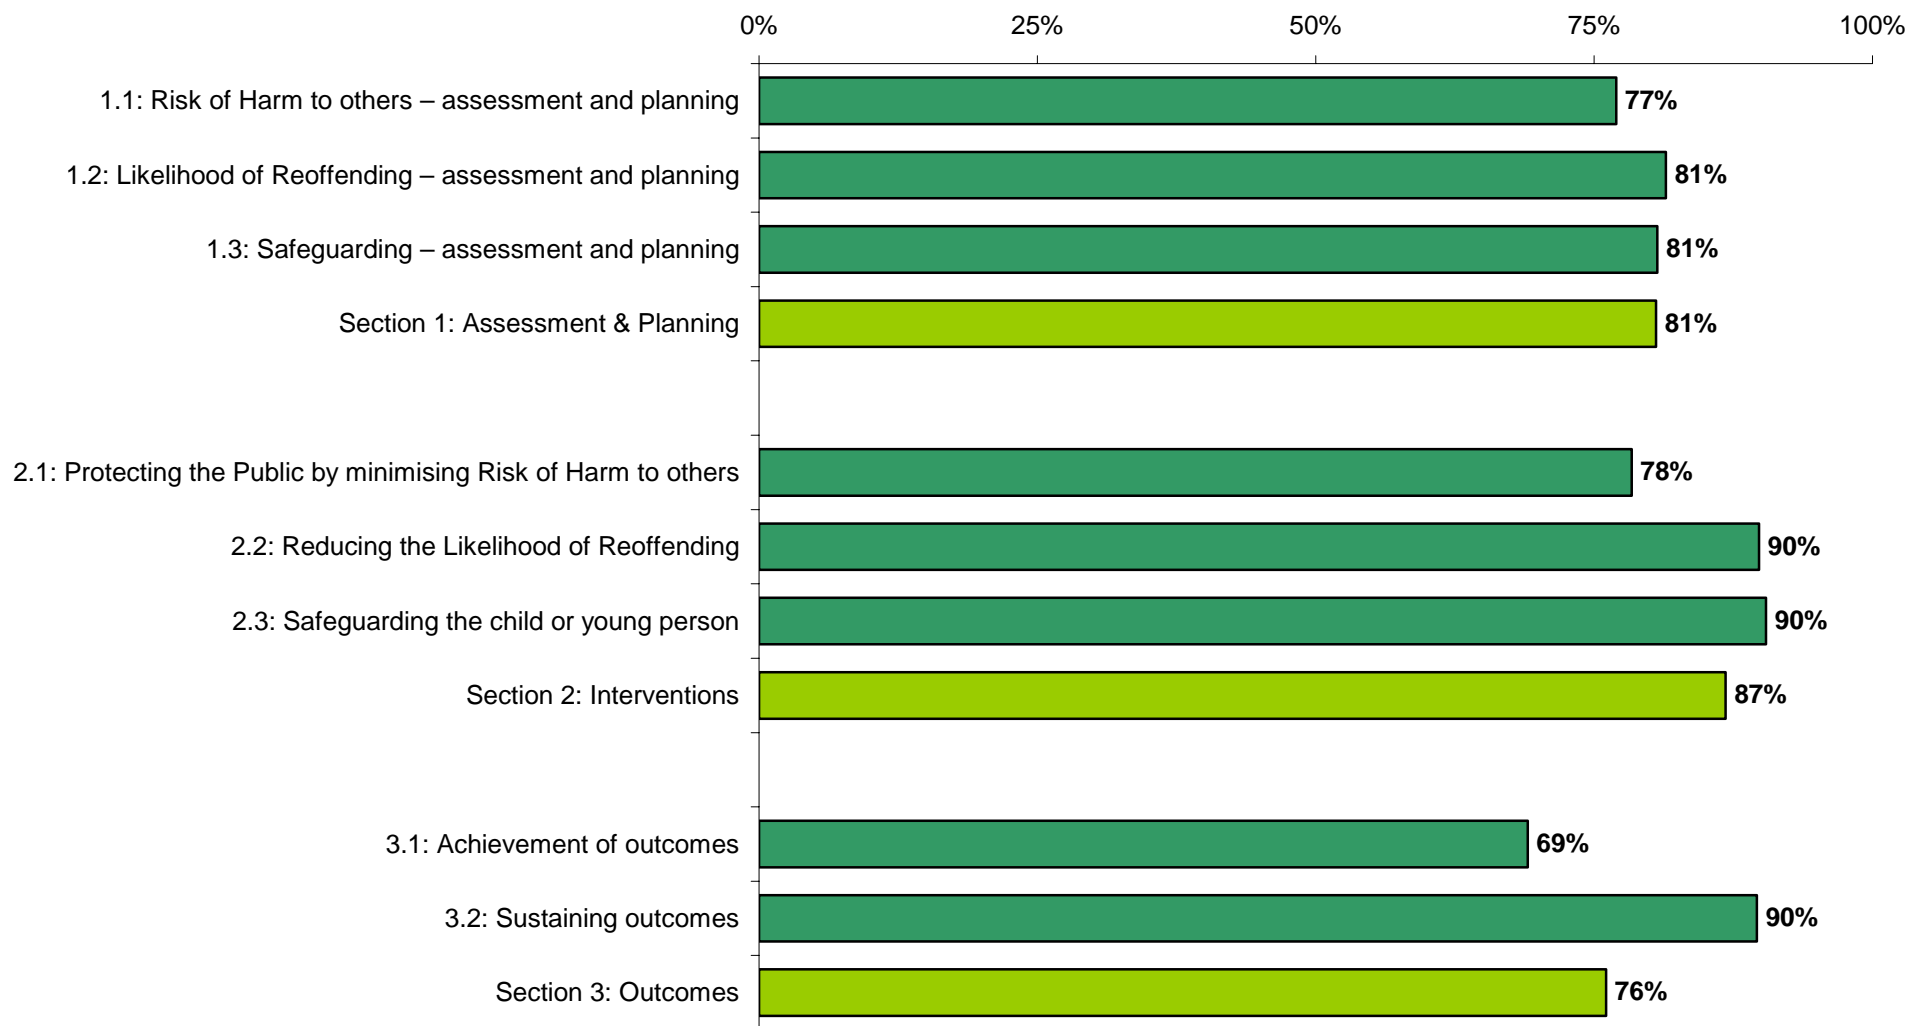 0% 25% 50% 75% 100%
1.1: Risk of Harm to others – assessment and planning 77%
1.2: Likelihood of Reoffending – assessment and planning 81%
1.3: Safeguarding – assessment and planning 81%
Section 1: Assessment & Planning 81%
2.1: Protecting the Public by minimising Risk of Harm to others 78%
2.2: Reducing the Likelihood of Reoffending 90%
2.3: Safeguarding the child or young person 90%
Section 2: Interventions 87%
3.1: Achievement of outcomes 69%
3.2: Sustaining outcomes 90%
Section 3: Outcomes 76%